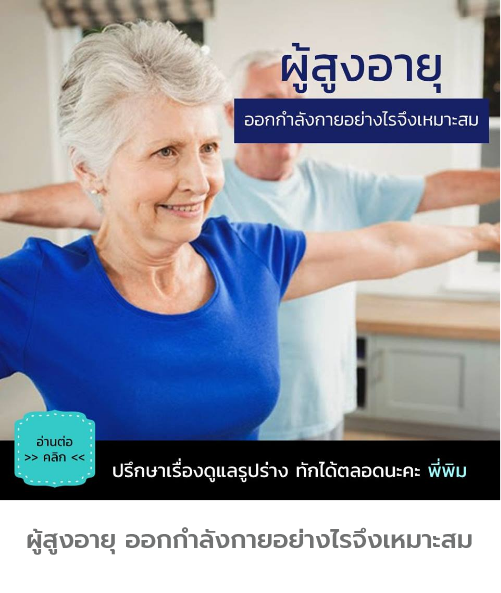 ผู้สูงอายุ
ออกกำลังกายอย่างไรจึงเหมาะสม
อ่านต่อ
>> คลิก <<
ปรึกษาเรื่องดูแลรูปร่าง ทักได้ตลอดนะคะ พี่พิม
ผู้สูงอายุ ออกกำลังกายอย่างไรจึงเหมาะสม